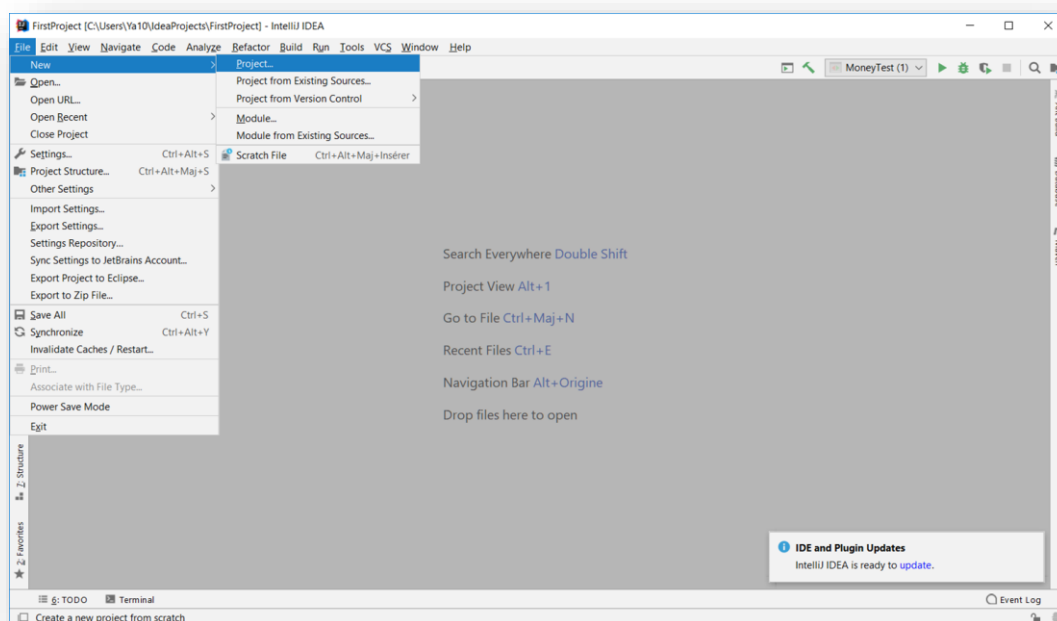 FirstProject [C:\Users\Ya10\IdeaProjects\FirstProject] - IntelliJ IDEA
File Edit View Navigate Code Analyze Refactor Build Run Tools VCS Window Help
New
Open...
Open URL...
Open Recent
Close Project
Settings... Ctrl+Alt+S
Project Structure... Ctrl+Alt+Maj+S
Other Settings
Import Settings...
Export Settings...
Settings Repository...
Sync Settings to JetBrains Account...
Export Project to Eclipse...
Export to Zip File...
Save All Ctrl+S
Synchronize Ctrl+Alt+Y
Invalidate Caches / Restart...
Print...
Associate with File Type...
Power Save Mode
Exit
Project...
Project from Existing Sources...
Project from Version Control
Module...
Module from Existing Sources...
Scratch File Ctrl+Alt+Maj+Insérer
MoneyTest (1)
Search Everywhere Double Shift
Project View Alt+1
Go to File Ctrl+Maj+N
Recent Files Ctrl+E
Navigation Bar Alt+Origine
Drop files here to open
Z: Structure
2: Favorites
IDE and Plugin Updates
IntelliJ IDEA is ready to update.
6: TODO Terminal
Event Log
Create a new project from scratch